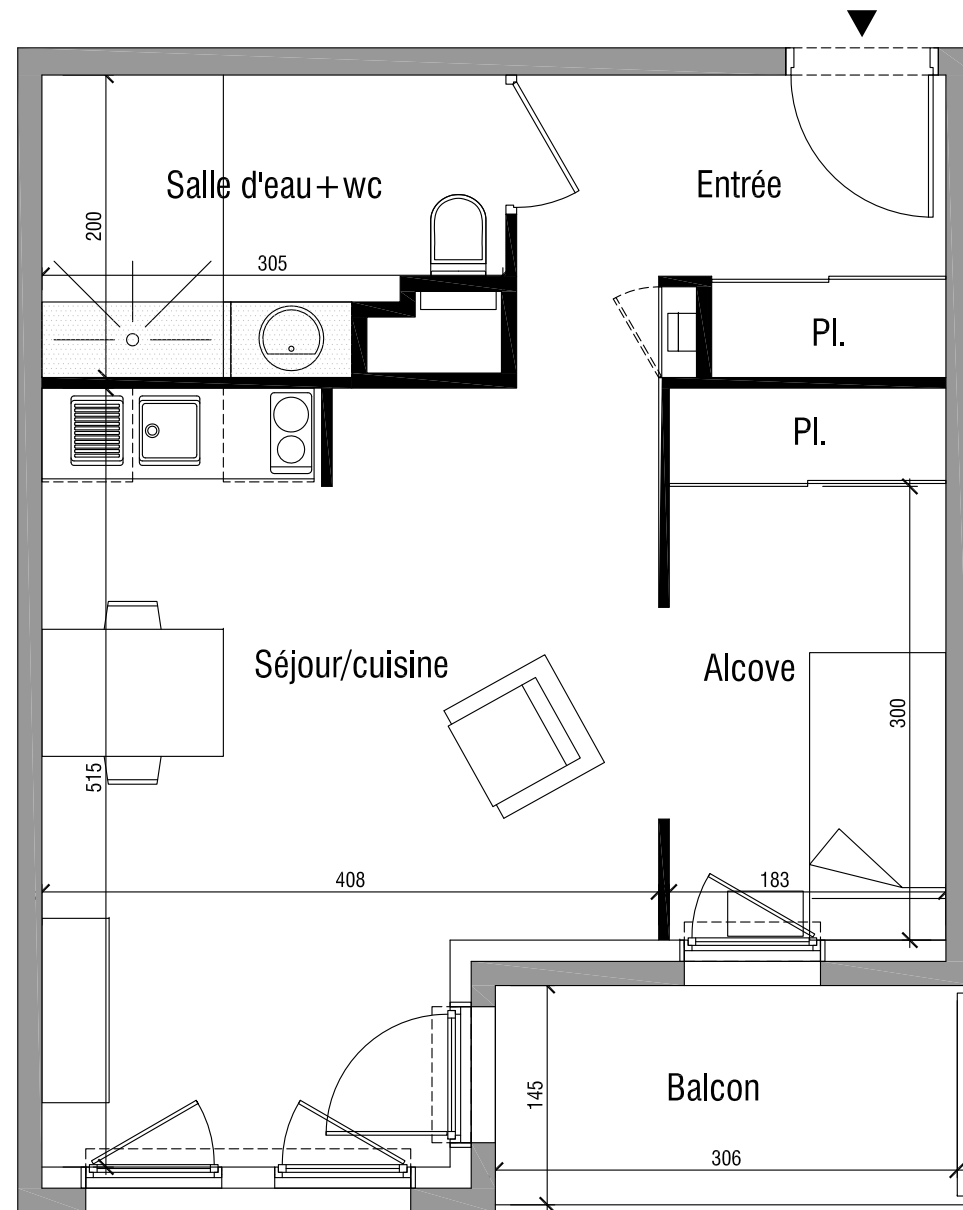 Salle d'eau+wc
Entrée
200
305
Pl.
Pl.
Séjour/cuisine
Alcove
300
515
408
183
Balcon
145
306